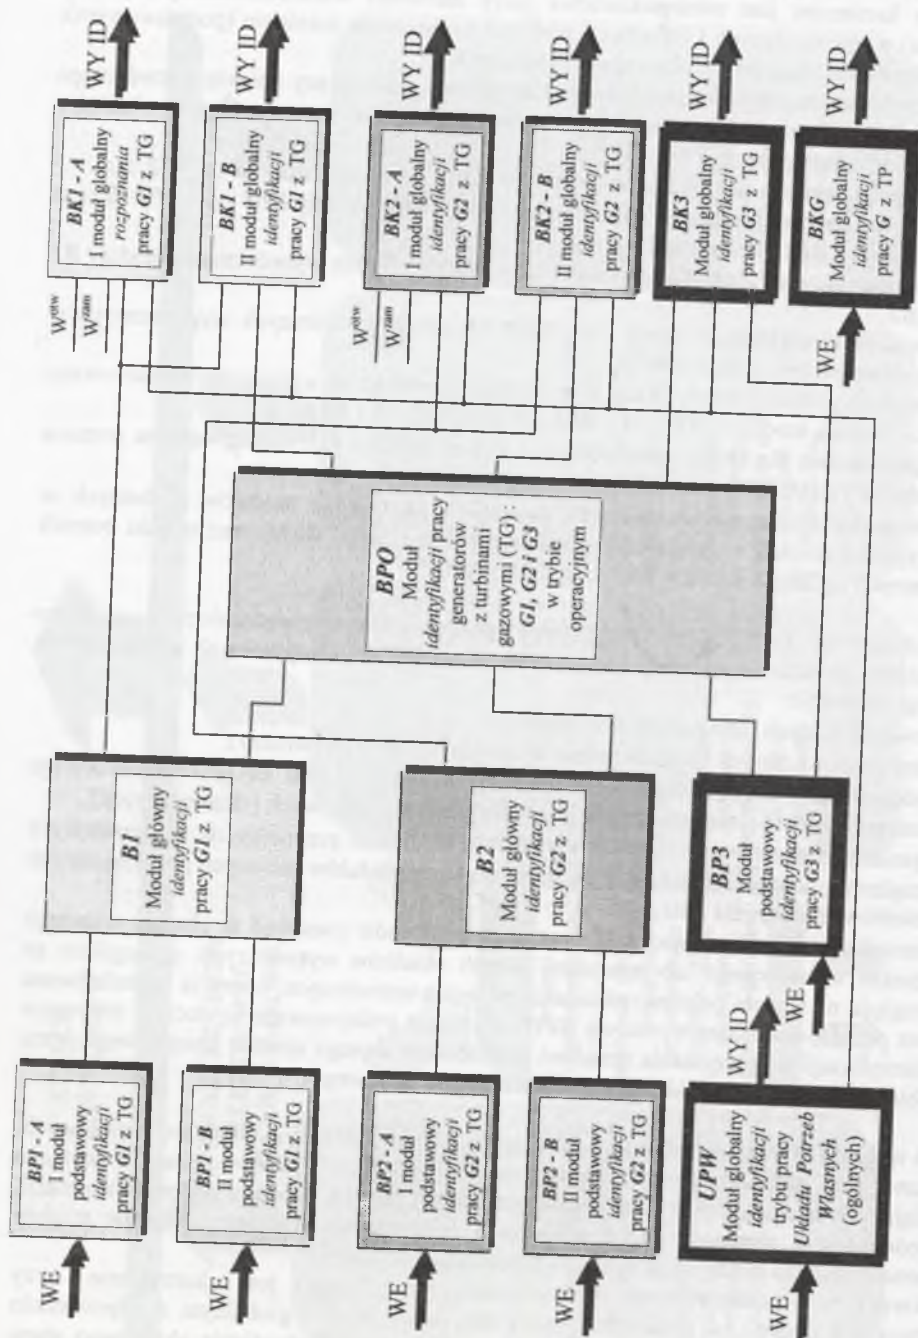 WE
BP1 - A
I moduł
podstawowy
identyfikacji
pracy G1 z TG
WE
BP1 - B
II moduł
podstawowy
identyfikacji
pracy G1 z TG
WE
BP2 - A
I moduł
podstawowy
identyfikacji
pracy G2 z TG
WE
BP2 - B
II moduł
podstawowy
identyfikacji
pracy G2 z TG
WE
UPW
Moduł globalny
identyfikacji
trybu pracy
Układu Potrzeb
Własnych
(ogólnych)
WY ID
B1
Moduł główny
identyfikacji
pracy G1 z TG
B2
Moduł główny
identyfikacji
pracy G2 z TG
WE
BP3
Moduł
podstawowy
identyfikacji
pracy G3 z TG
BPO
Moduł
identyfikacji pracy
generatorów
z turbinami
gazowymi (TG) :
G1, G2 i G3
w trybie
operacyjnym
Wotw
Wzam
BK1 - A
I moduł globalny
rozpoznania
pracy G1 z TG
WY ID
BK1 - B
II moduł globalny
identyfikacji
pracy G1 z TG
WY ID
Wotw
Wzam
BK2 - A
I moduł globalny
identyfikacji
pracy G2 z TG
WY ID
BK2 - B
II moduł globalny
identyfikacji
pracy G2 z TG
WY ID
BK3
Moduł globalny
identyfikacji
pracy G3 z TG
WY ID
WE
BKG
Moduł globalny
identyfikacji
pracy G z TP
WY ID